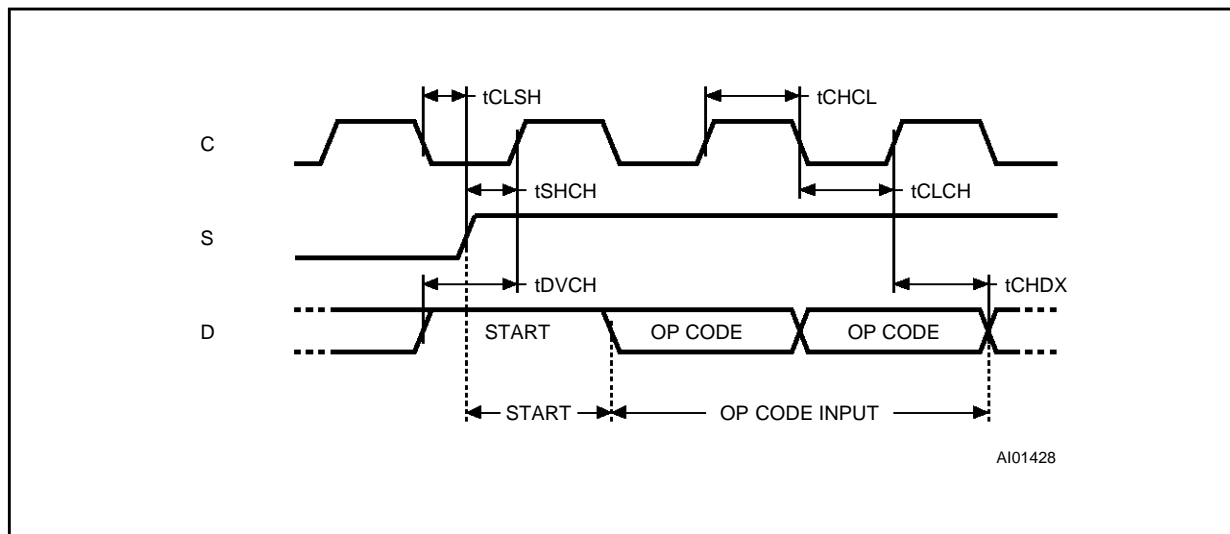 tCLSH
tCHCL
C
tSHCH
tCLCH
S
tDVCH
tCHDX
D
START
OP CODE
OP CODE
START
OP CODE INPUT
AI01428